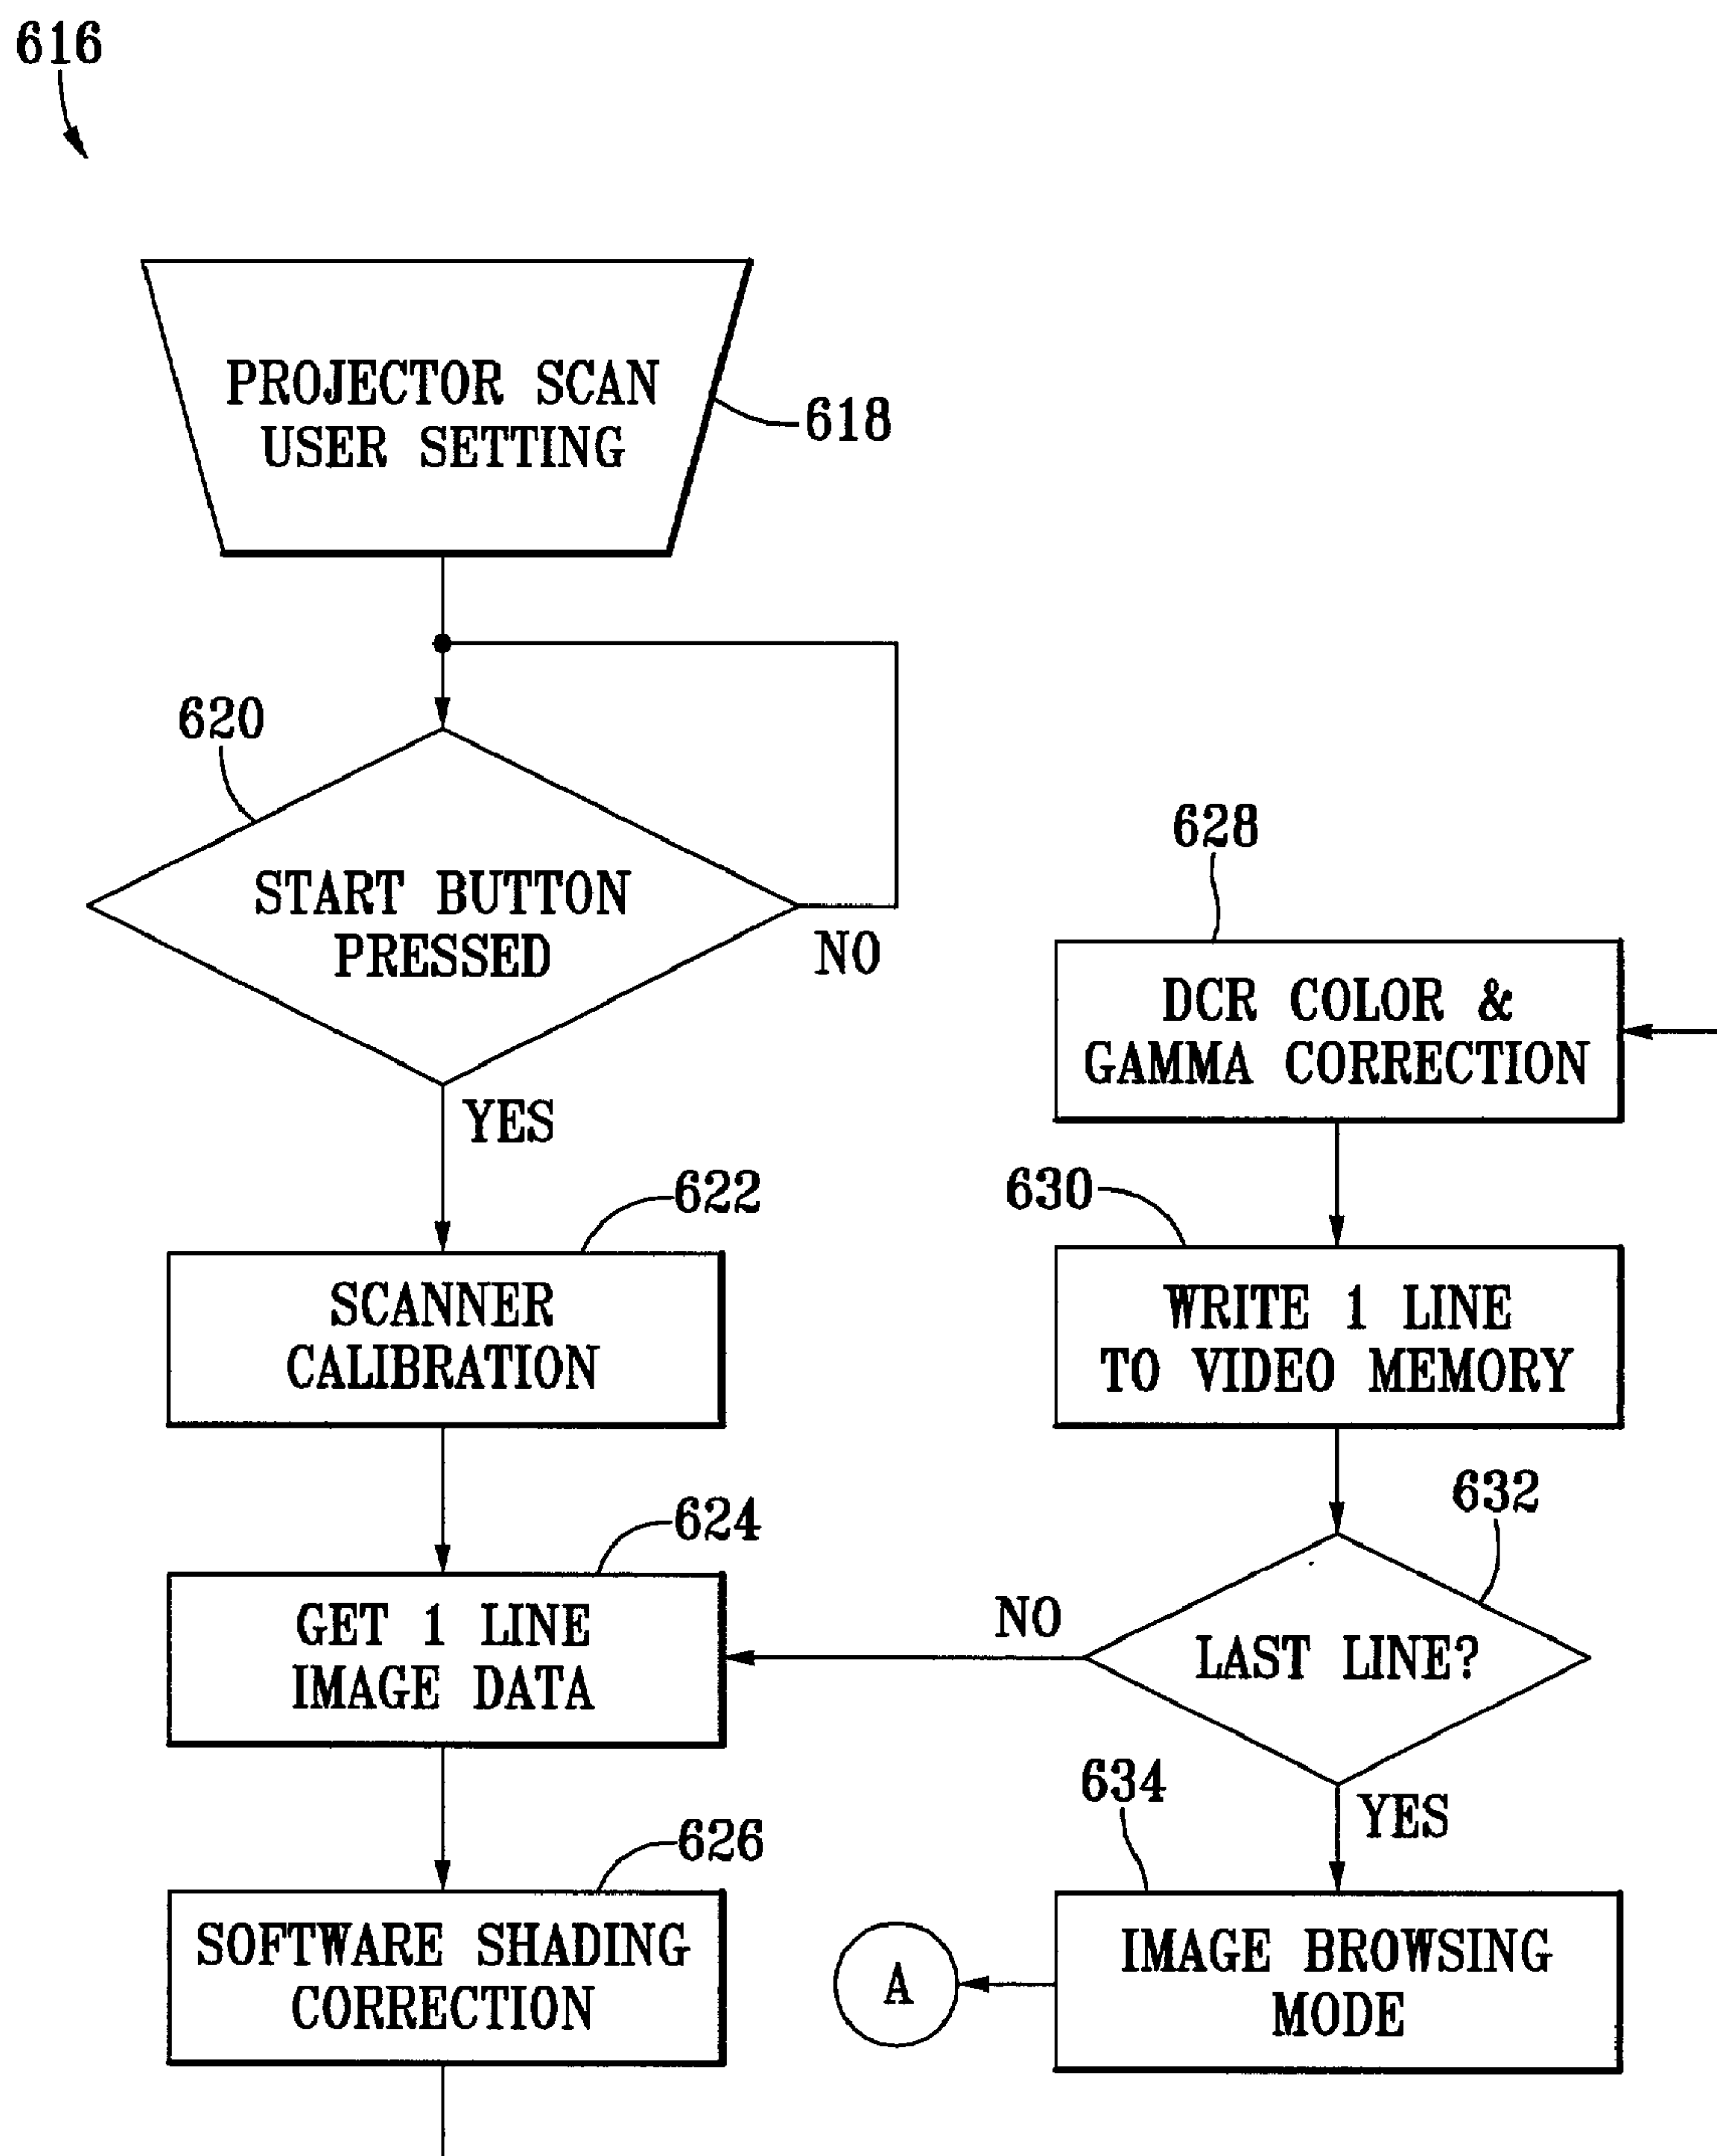 616
PROJECTOR SCAN
USER SETTING
618
620
START BUTTON
PRESSED
NO
YES
622
SCANNER
CALIBRATION
624
GET 1 LINE
IMAGE DATA
626
SOFTWARE SHADING
CORRECTION
628
DCR COLOR &
GAMMA CORRECTION
630
WRITE 1 LINE
TO VIDEO MEMORY
632
LAST LINE?
NO
YES
634
IMAGE BROWSING
MODE
A